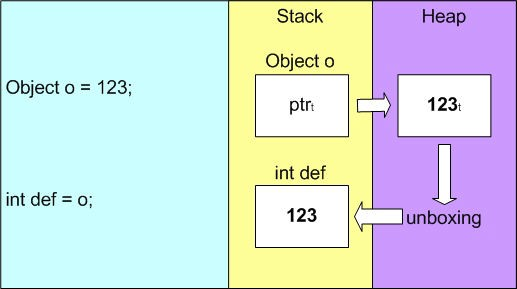 Stack
Heap
Object o
Object o = 123;
ptrt
123t
int def
int def = o;
123
unboxing